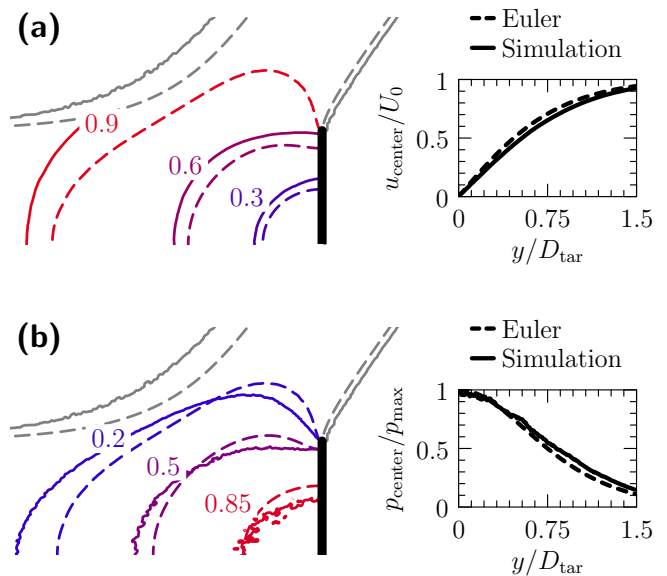 (a)
0.9
0.6
0.3
Euler
Simulation
1
0.5
0
u_center/U_0
0 0.75 1.5
y/D_tar
(b)
0.2
0.5
0.85
Euler
Simulation
1
0.5
0
p_center/p_max
0 0.75 1.5
y/D_tar